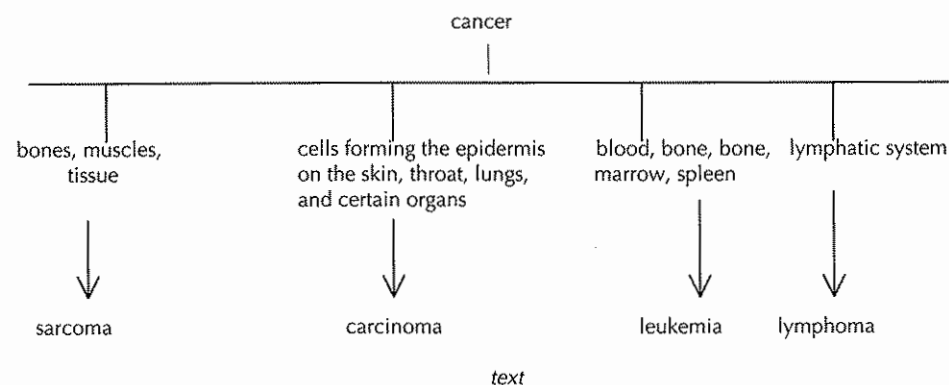 cancer
bones, muscles,
tissue
cells forming the epidermis
on the skin, throat, lungs,
and certain organs
blood, bone, bone,
marrow, spleen
lymphatic system
sarcoma
carcinoma
leukemia
lymphoma
text